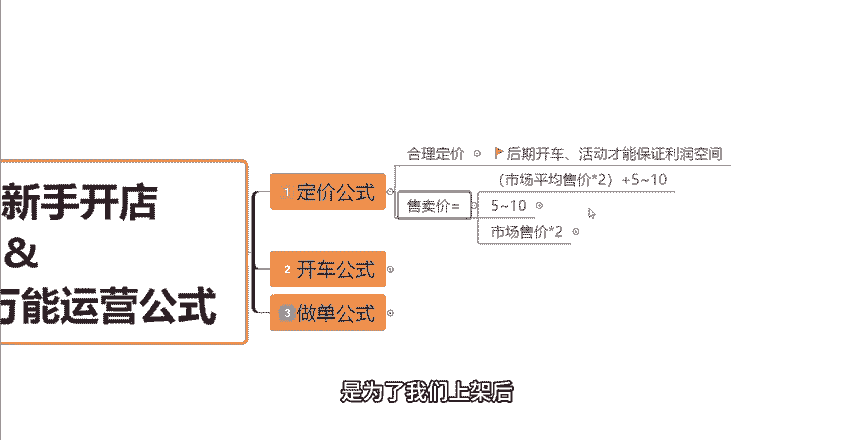 新手开店
&
万能运营公式
1 定价公式
合理定价
后期开车、活动才能保证利润空间
售卖价=
（市场平均售价*2）+5~10
5~10
市场售价*2
2 开车公式
3 做单公式
是为了我们上架后